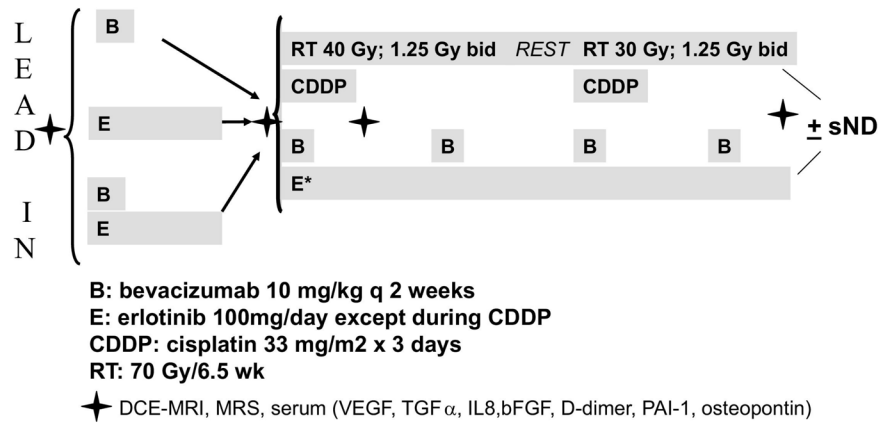 LEAD IN
B
E
B
E
RT 40 Gy; 1.25 Gy bid REST RT 30 Gy; 1.25 Gy bid
CDDP CDDP
B B B B
E*
± sND
B: bevacizumab 10 mg/kg q 2 weeks
E: erlotinib 100mg/day except during CDDP
CDDP: cisplatin 33 mg/m2 x 3 days
RT: 70 Gy/6.5 wk
DCE-MRI, MRS, serum (VEGF, TGFα, IL8,bFGF, D-dimer, PAI-1, osteopontin)